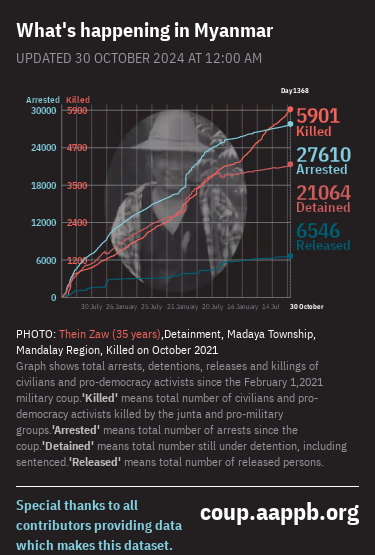 What's happening in Myanmar
UPDATED 30 OCTOBER 2024 AT 12:00 AM
Day1368
Arrested Killed
30000 5900
24000 4700
18000 3500
12000 2400
6000 1200
0
5901
Killed
27610
Arrested
21064
Detained
6546
Released
30 July 26 January 25 July 21 January 20 July 16 January 14 Jul 30 October
PHOTO: Thein Zaw (35 years),Detainment, Madaya Township,
Mandalay Region, Killed on October 2021
Graph shows total arrests, detentions, releases and killings of
civilians and pro-democracy activists since the February 1,2021
military coup.'Killed' means total number of civilians and pro-
democracy activists killed by the junta and pro-military
groups.'Arrested' means total number of arrests since the
coup.'Detained' means total number still under detention, including
sentenced.'Released' means total number of released persons.
Special thanks to all
contributors providing data
which makes this dataset.
coup.aappb.org